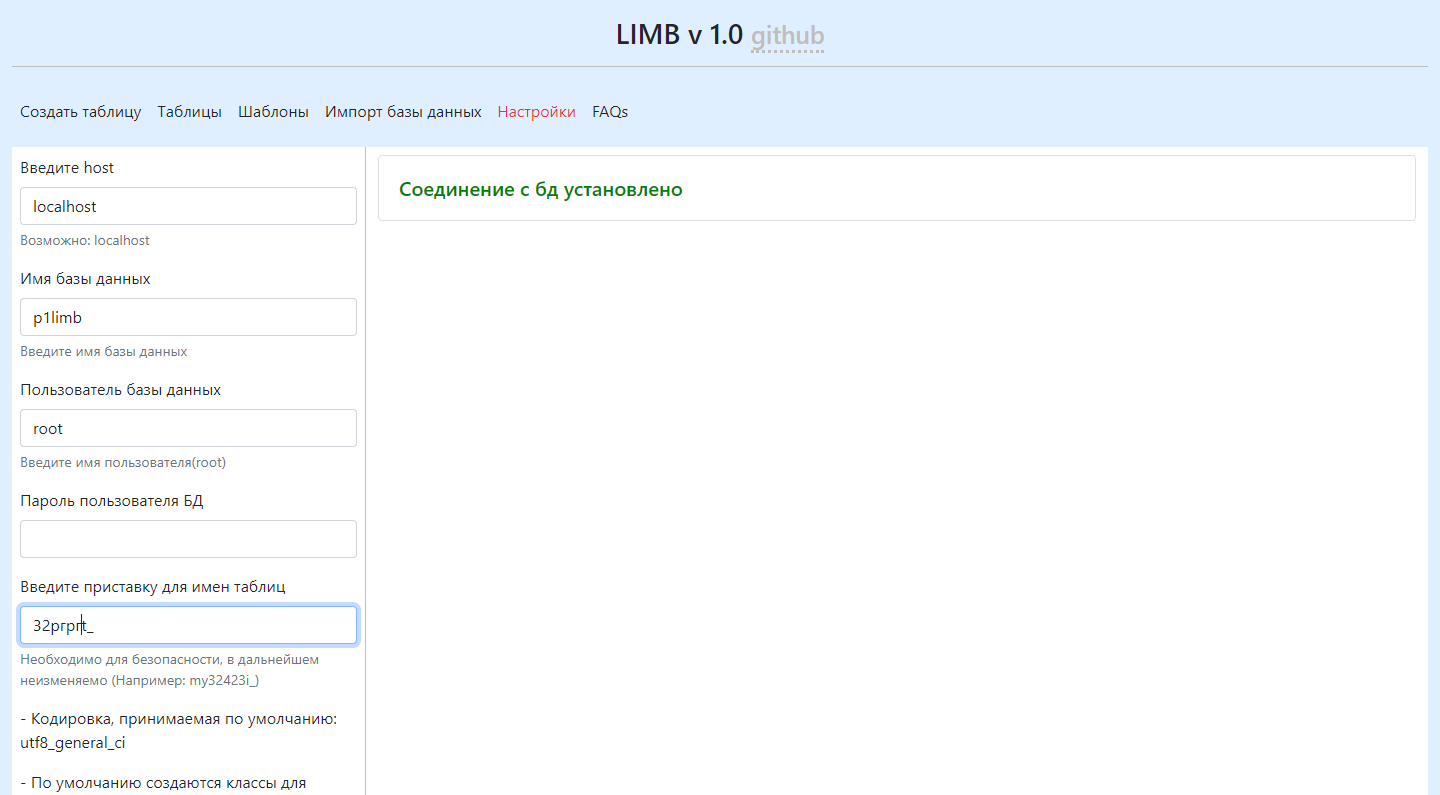 LIMB v 1.0 github
Создать таблицу Таблицы Шаблоны Импорт базы данных Настройки FAQs
Введите host
localhost
Возможно: localhost
Имя базы данных
p1limb
Введите имя базы данных
Пользователь базы данных
root
Введите имя пользователя(root)
Пароль пользователя БД
Введите приставку для имен таблиц
32prprt_
Необходимо для безопасности, в дальнейшем
неизменяемо (Например: my32423i_)
- Кодировка, принимаемая по умолчанию:
utf8_general_ci
- По умолчанию создаются классы для
Соединение с бд установлено